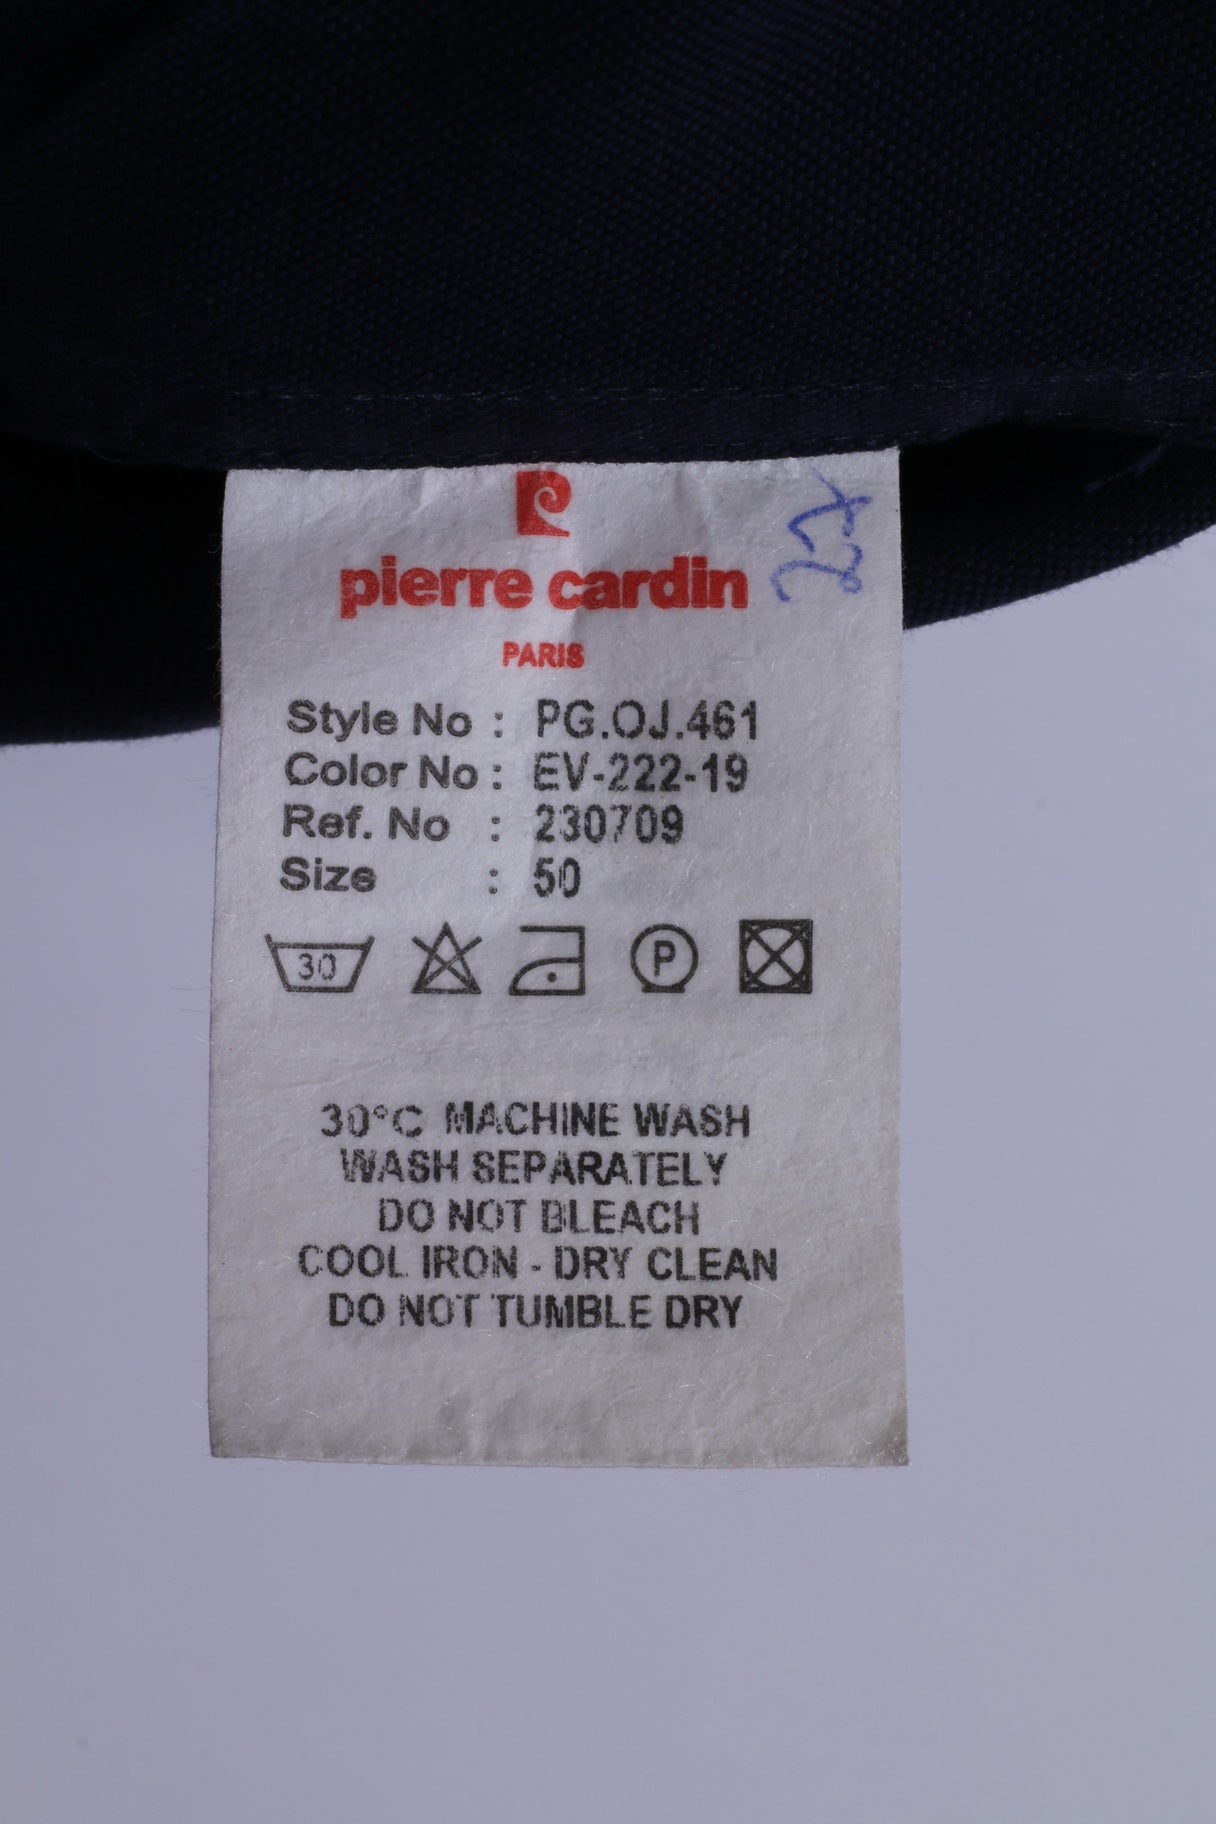 pierre cardin
PARIS
Style No : PG.OJ.461
Color No : EV-222-19
Ref. No : 230709
Size : 50
30 P
30°C MACHINE WASH
WASH SEPARATELY
DO NOT BLEACH
COOL IRON - DRY CLEAN
DO NOT TUMBLE DRY